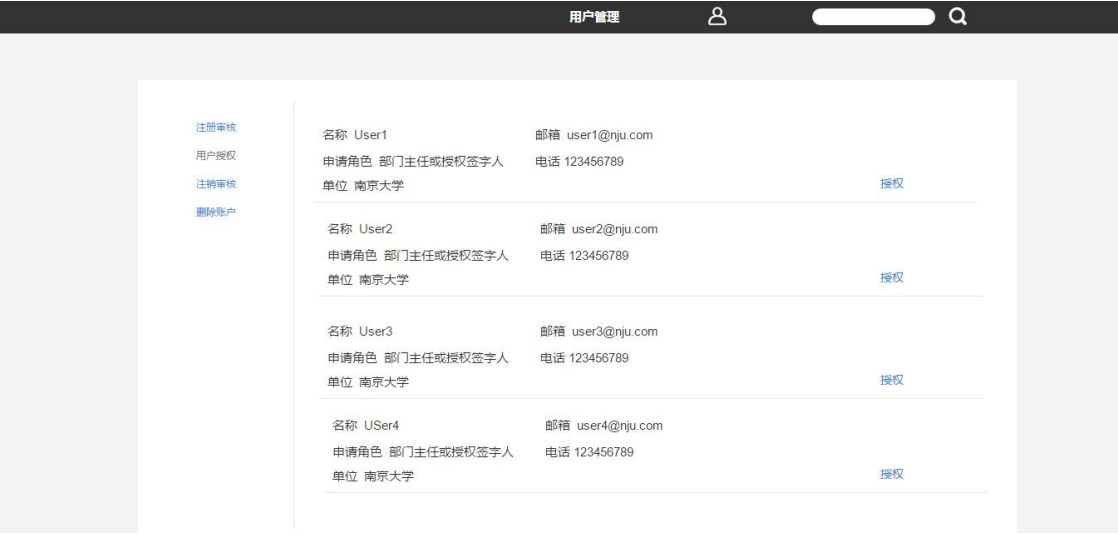 用户管理
注册审核
用户授权
注销审核
删除账户
名称 User1 邮箱 user1@nju.com
申请角色 部门主任或授权签字人 电话 123456789
单位 南京大学 授权
名称 User2 邮箱 user2@nju.com
申请角色 部门主任或授权签字人 电话 123456789
单位 南京大学 授权
名称 User3 邮箱 user3@nju.com
申请角色 部门主任或授权签字人 电话 123456789
单位 南京大学 授权
名称 USer4 邮箱 user4@nju.com
申请角色 部门主任或授权签字人 电话 123456789
单位 南京大学 授权